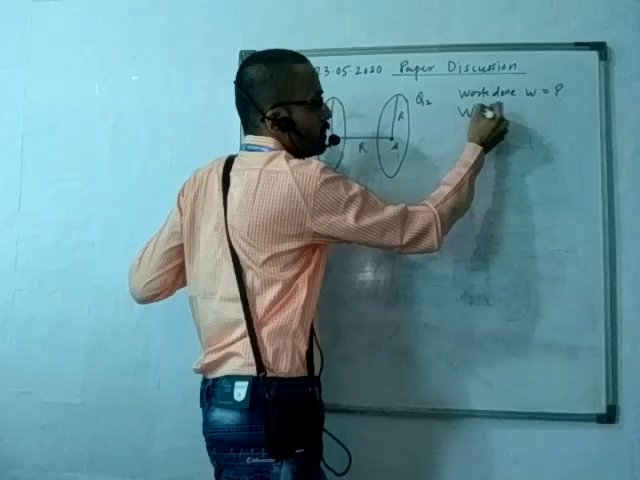 23.05.2020 Paper Discussion
Q₂ Work done W = ?
R
W
R A